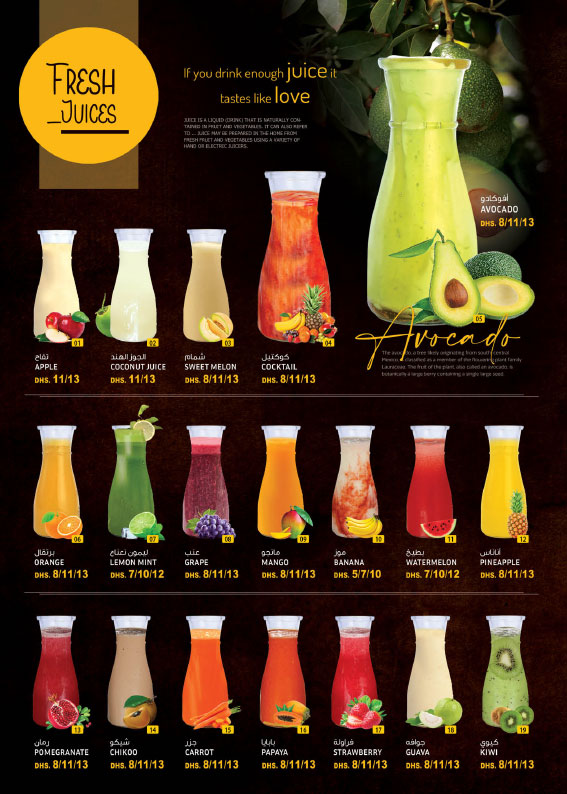 FRESH
_JUICES
If you drink enough juice it
tastes like love
JUICE IS A LIQUID (DRINK) THAT IS NATURALLY CON-
TAINED IN FRUIT AND VEGETABLES. IT CAN ALSO REFER
TO ... JUICE MAY BE PREPARED IN THE HOME FROM
FRESH FRUIT AND VEGETABLES USING A VARIETY OF
HAND OR ELECTRIC JUICERS.
أفوكادو
AVOCADO
DHS. 8/11/13
05
Avocado
The avocado, a tree likely originating from south central
Mexico, is classified as a member of the flowering plant family
Lauraceae. The fruit of the plant, also called an avocado, is
botanically a large berry containing a single large seed
01
تفاح
APPLE
DHS. 11/13
02
الجوز الهند
COCONUT JUICE
DHS. 11/13
03
شمام
SWEET MELON
DHS. 8/11/13
04
كوكتيل
COCKTAIL
DHS. 8/11/13
06
برتقال
ORANGE
DHS. 8/11/13
07
ليمون نعناع
LEMON MINT
DHS. 7/10/12
08
عنب
GRAPE
DHS. 8/11/13
09
مانجو
MANGO
DHS. 8/11/13
10
موز
BANANA
DHS. 5/7/10
11
بطيخ
WATERMELON
DHS. 7/10/12
12
أناناس
PINEAPPLE
DHS. 8/11/13
13
رمان
POMEGRANATE
DHS. 8/11/13
14
شيكو
CHIKOO
DHS. 8/11/13
15
جزر
CARROT
DHS. 8/11/13
16
بابايا
PAPAYA
DHS. 8/11/13
17
فراولة
STRAWBERRY
DHS. 8/11/13
18
جوافه
GUAVA
DHS. 8/11/13
19
كيوي
KIWI
DHS. 8/11/13